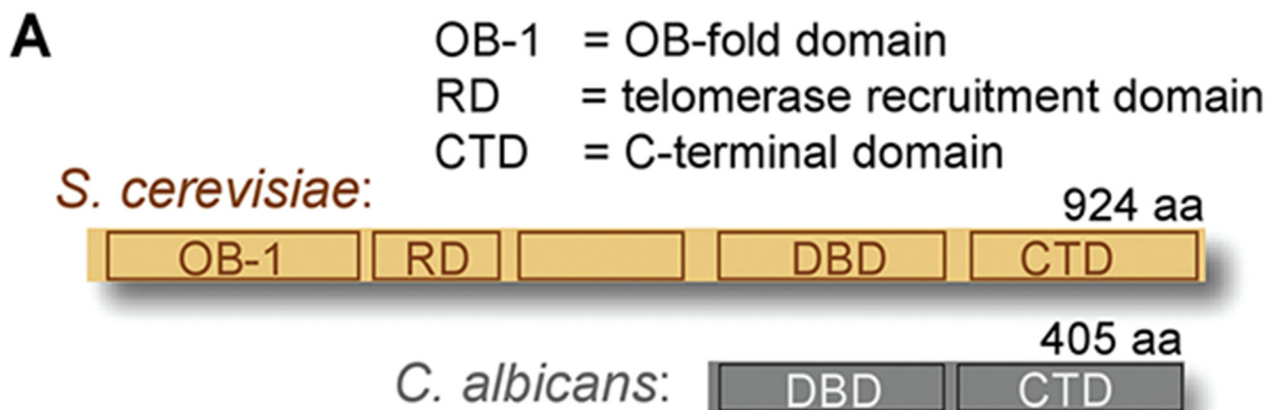 A
OB-1 = OB-fold domain
RD = telomerase recruitment domain
CTD = C-terminal domain
S. cerevisiae:
924 aa
OB-1 RD DBD CTD
405 aa
C. albicans: DBD CTD